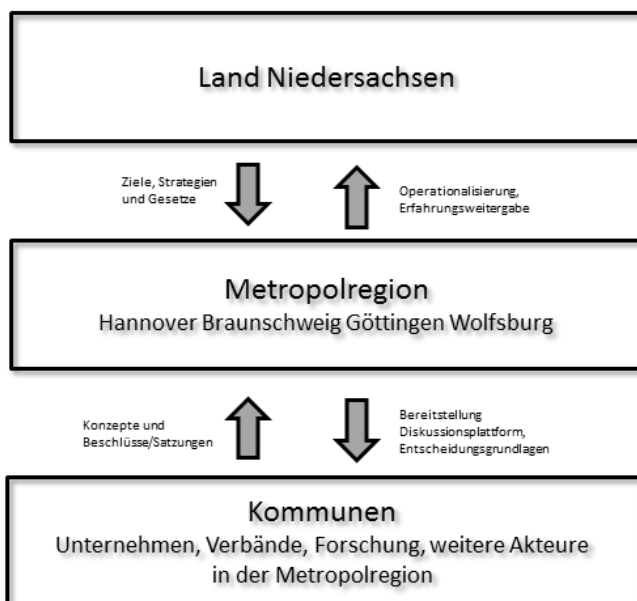 Land Niedersachsen
Ziele, Strategien
und Gesetze
Operationalisierung,
Erfahrungsweitergabe
Metropolregion
Hannover Braunschweig Göttingen Wolfsburg
Konzepte und
Beschlüsse/Satzungen
Bereitstellung
Diskussionsplattform,
Entscheidungsgrundlagen
Kommunen
Unternehmen, Verbände, Forschung, weitere Akteure
in der Metropolregion